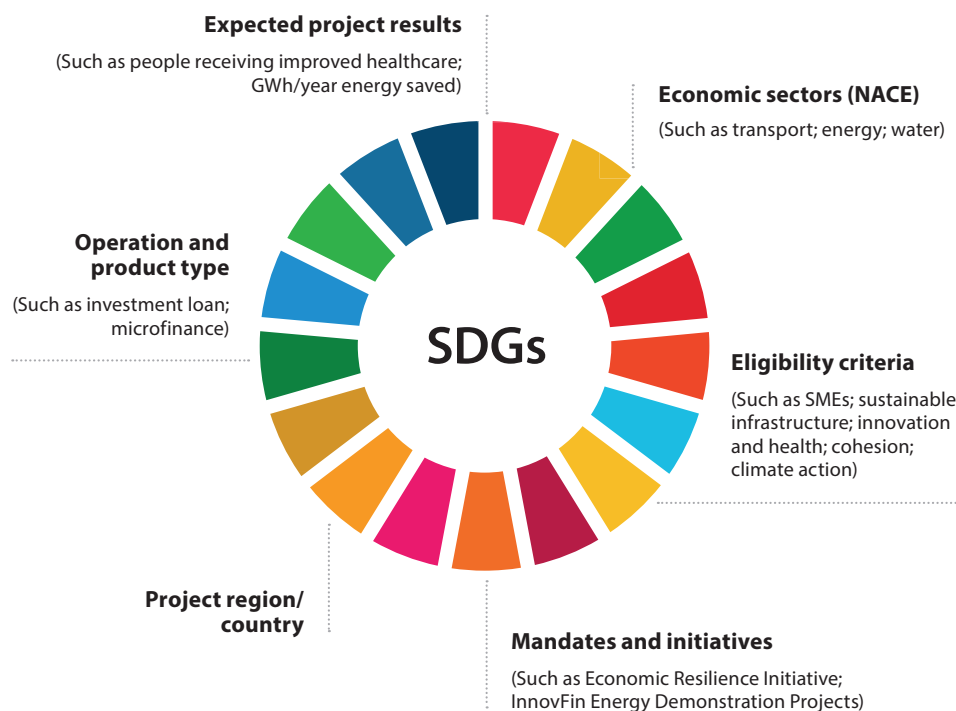 Expected project results
(Such as people receiving improved healthcare;
GWh/year energy saved)
Economic sectors (NACE)
(Such as transport; energy; water)
Operation and
product type
(Such as investment loan;
microfinance)
SDGs
Eligibility criteria
(Such as SMEs; sustainable
infrastructure; innovation
and health; cohesion;
climate action)
Project region/
country
Mandates and initiatives
(Such as Economic Resilience Initiative;
InnovFin Energy Demonstration Projects)